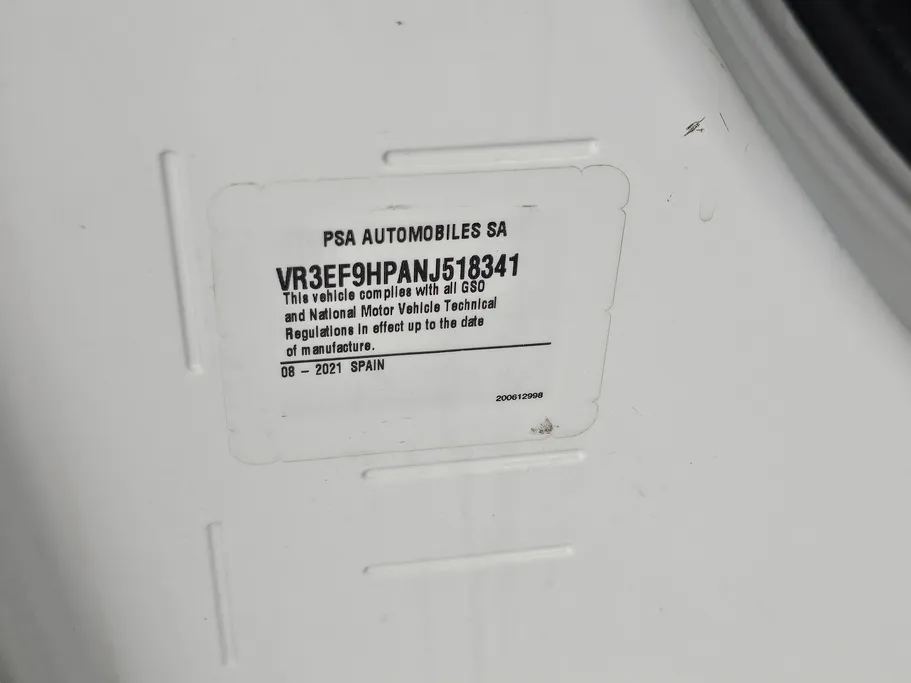 PSA AUTOMOBILES SA
VR3EF9HPANJ518341
This vehicle complies with all GSO
and National Motor Vehicle Technical
Regulations in effect up to the date
of manufacture.
08 – 2021 SPAIN
200612998